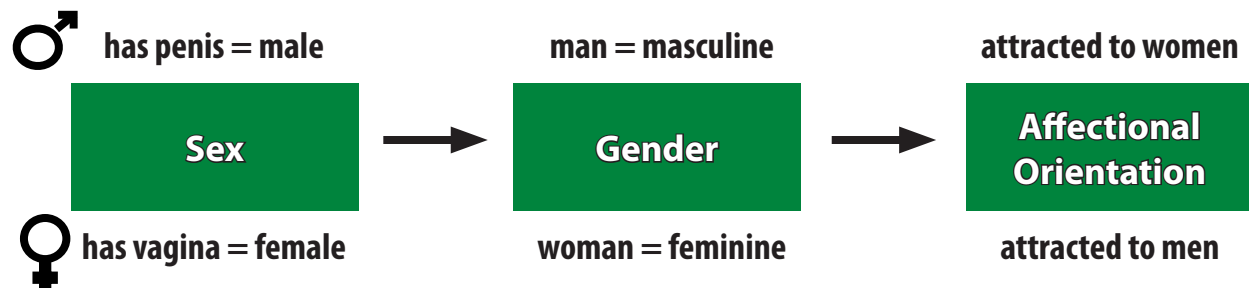 has penis = male
man = masculine
attracted to women
Sex
Gender
Affectional
Orientation
has vagina = female
woman = feminine
attracted to men